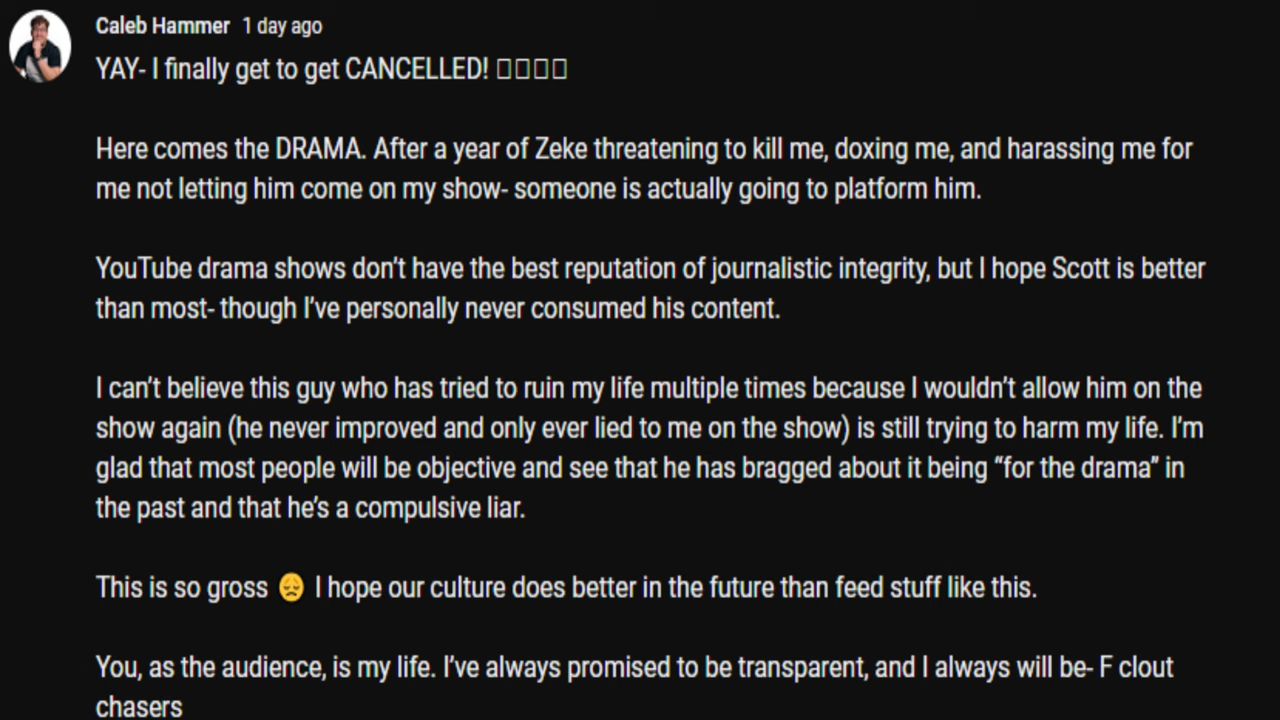 Caleb Hammer 1 day ago
YAY- I finally get to get CANCELLED! □□□□
Here comes the DRAMA. After a year of Zeke threatening to kill me, doxing me, and harassing me for
me not letting him come on my show- someone is actually going to platform him.
YouTube drama shows don’t have the best reputation of journalistic integrity, but I hope Scott is better
than most- though I’ve personally never consumed his content.
I can’t believe this guy who has tried to ruin my life multiple times because I wouldn’t allow him on the
show again (he never improved and only ever lied to me on the show) is still trying to harm my life. I’m
glad that most people will be objective and see that he has bragged about it being “for the drama” in
the past and that he’s a compulsive liar.
This is so gross 😞 I hope our culture does better in the future than feed stuff like this.
You, as the audience, is my life. I’ve always promised to be transparent, and I always will be- F clout
chasers